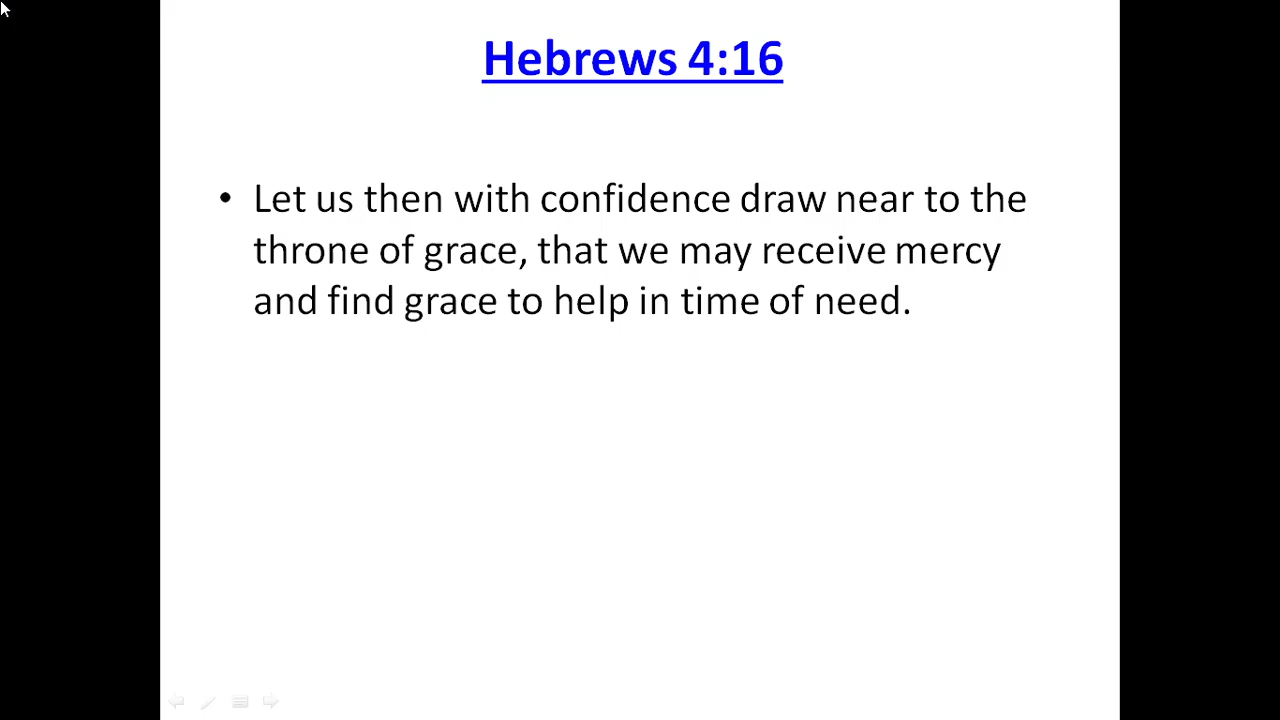 Hebrews 4:16
• Let us then with confidence draw near to the
throne of grace, that we may receive mercy
and find grace to help in time of need.